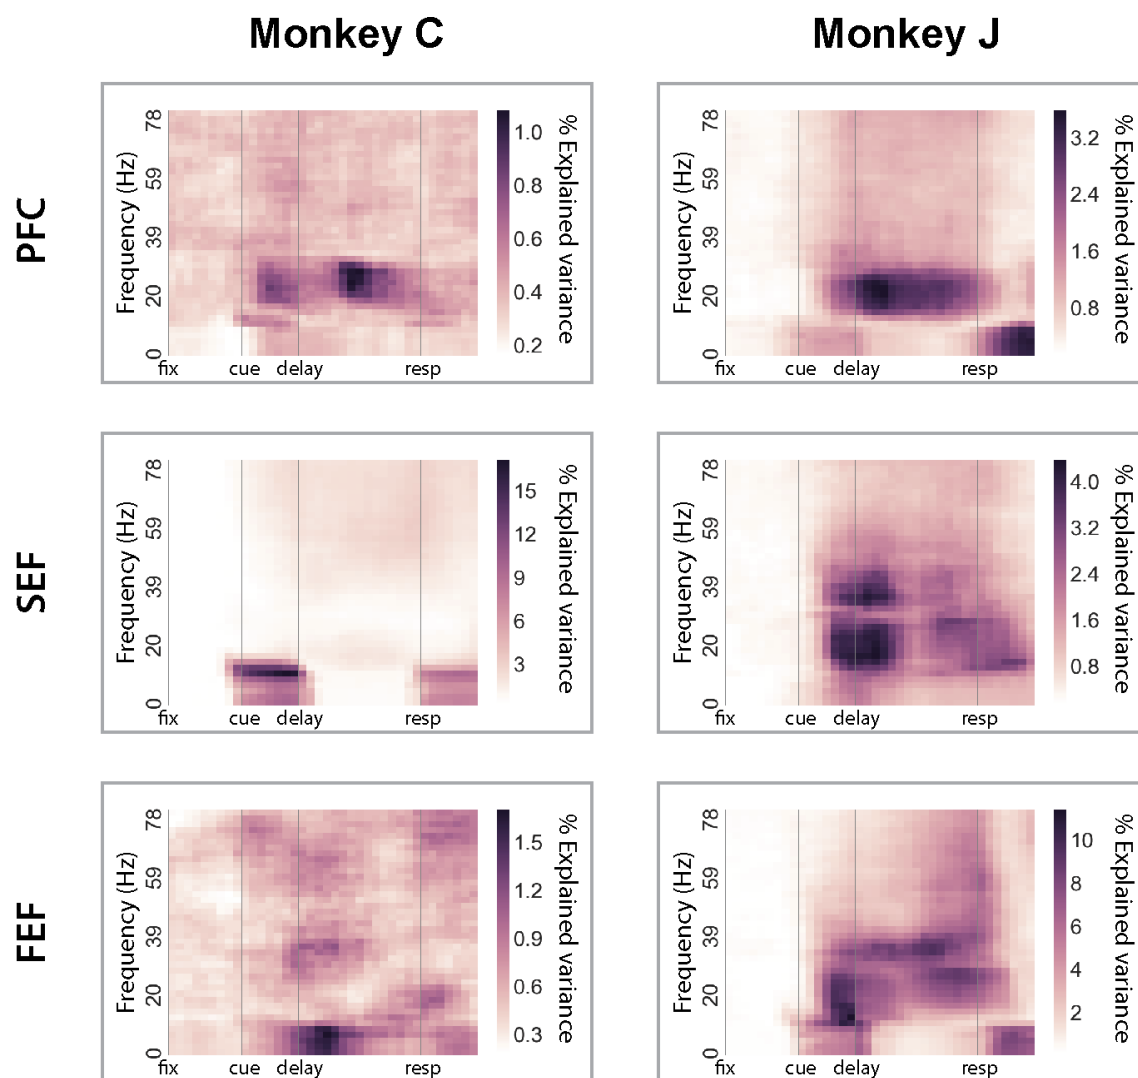 Monkey C
Monkey J
PFC
Frequency (Hz)
78
59
39
20
0
fix cue delay resp
1.0
0.8
0.6
0.4
0.2
% Explained variance
Frequency (Hz)
78
59
39
20
0
fix cue delay resp
3.2
2.4
1.6
0.8
% Explained variance
SEF
Frequency (Hz)
78
59
39
20
0
fix cue delay resp
15
12
9
6
3
% Explained variance
Frequency (Hz)
78
59
39
20
0
fix cue delay resp
4.0
3.2
2.4
1.6
0.8
% Explained variance
FEF
Frequency (Hz)
78
59
39
20
0
fix cue delay resp
1.5
1.2
0.9
0.6
0.3
% Explained variance
Frequency (Hz)
78
59
39
20
0
fix cue delay resp
10
8
6
4
2
% Explained variance